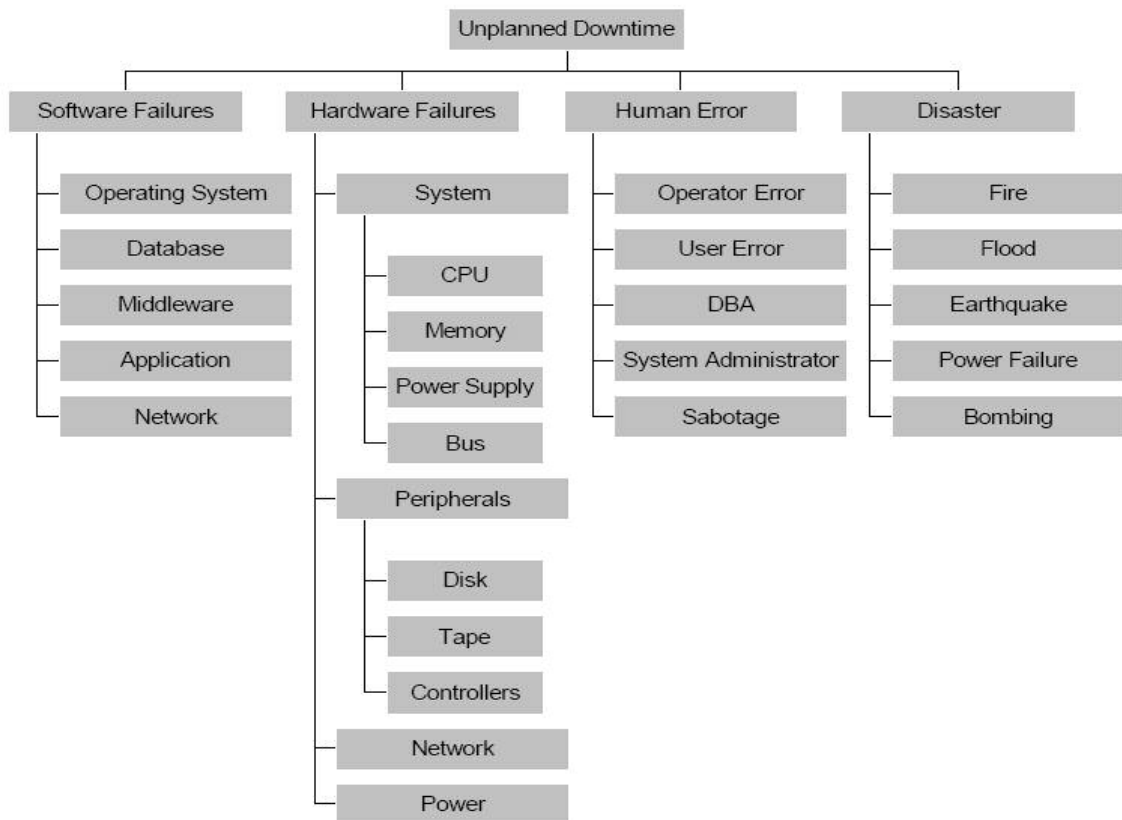 Unplanned Downtime
Software Failures
Operating System
Database
Middleware
Application
Network
Hardware Failures
System
CPU
Memory
Power Supply
Bus
Peripherals
Disk
Tape
Controllers
Network
Power
Human Error
Operator Error
User Error
DBA
System Administrator
Sabotage
Disaster
Fire
Flood
Earthquake
Power Failure
Bombing